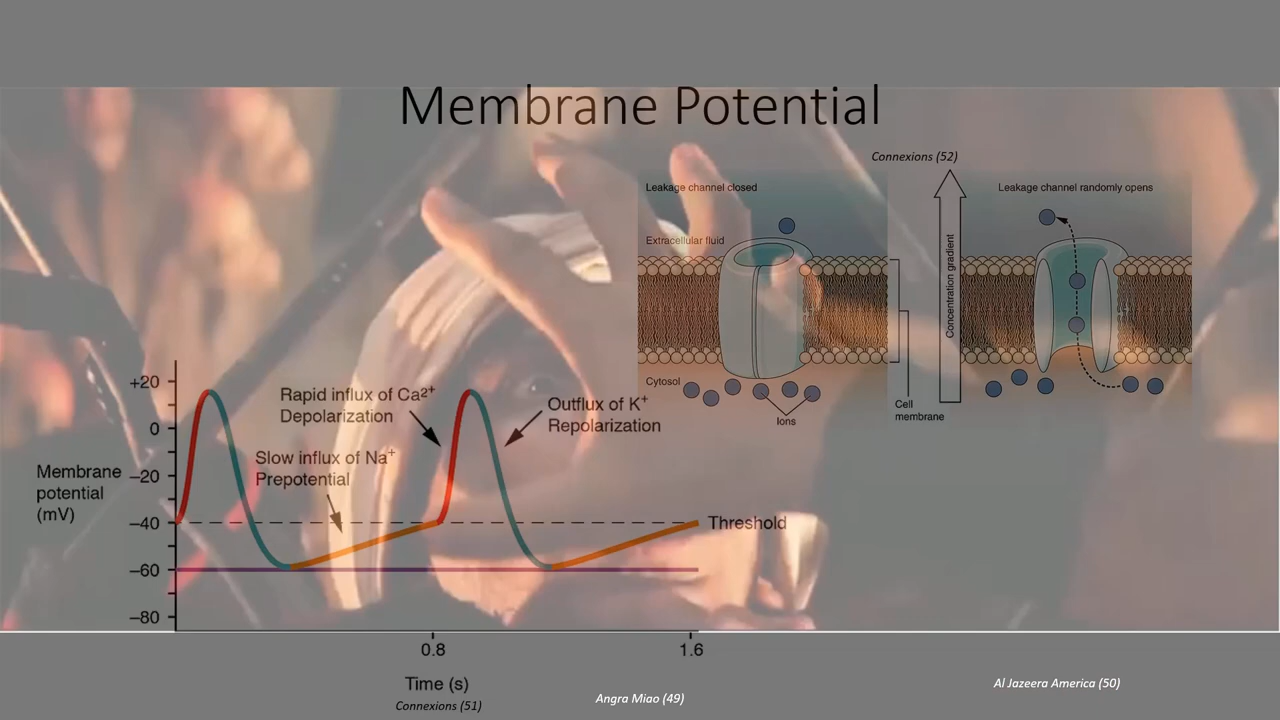 Membrane Potential
Connexions (52)
Leakage channel closed
Leakage channel randomly opens
Extracellular fluid
Concentration gradient
Cytosol
Ions
Cell
membrane
+20
0
−20
−40
−60
−80
Membrane
potential
(mV)
Rapid influx of Ca²⁺
Depolarization
Outflux of K⁺
Repolarization
Slow influx of Na⁺
Prepotential
Threshold
0.8
1.6
Time (s)
Connexions (51)
Angra Miao (49)
Al Jazeera America (50)